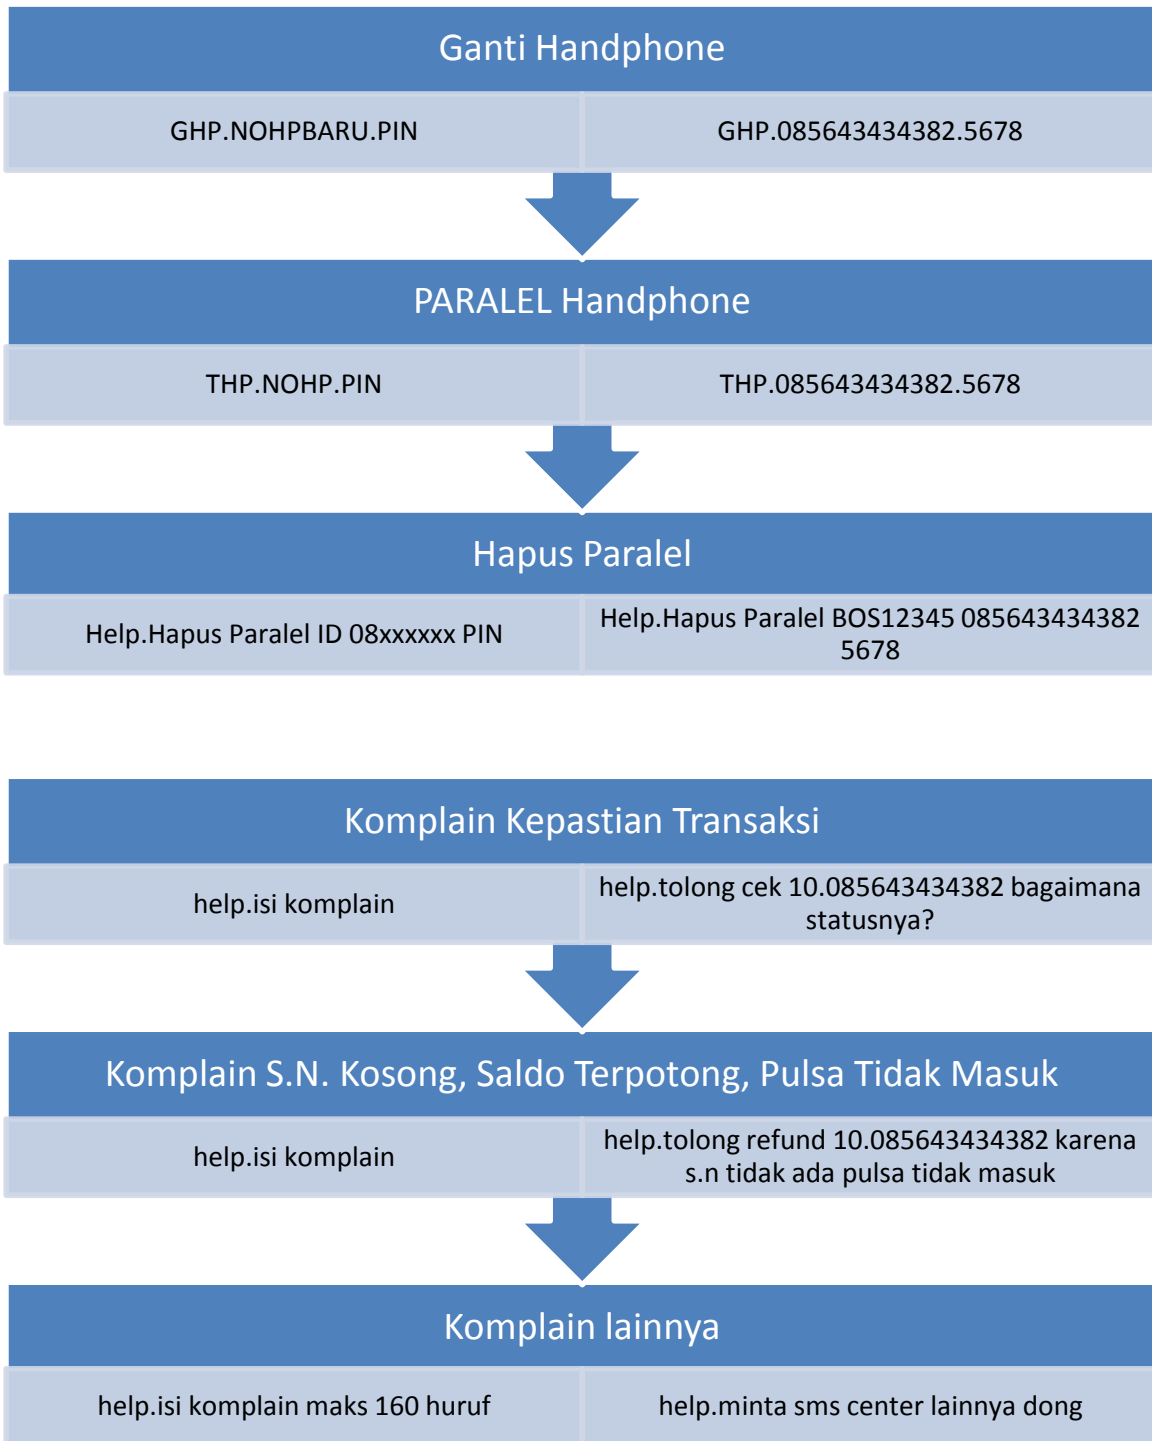 Ganti Handphone
GHP.NOHPBARU.PIN
GHP.085643434382.5678
PARALEL Handphone
THP.NOHP.PIN
THP.085643434382.5678
Hapus Paralel
Help.Hapus Paralel ID 08xxxxxx PIN
Help.Hapus Paralel BOS12345 085643434382
5678
Komplain Kepastian Transaksi
help.isi komplain
help.tolong cek 10.085643434382 bagaimana
statusnya?
Komplain S.N. Kosong, Saldo Terpotong, Pulsa Tidak Masuk
help.isi komplain
help.tolong refund 10.085643434382 karena
s.n tidak ada pulsa tidak masuk
Komplain lainnya
help.isi komplain maks 160 huruf
help.minta sms center lainnya dong